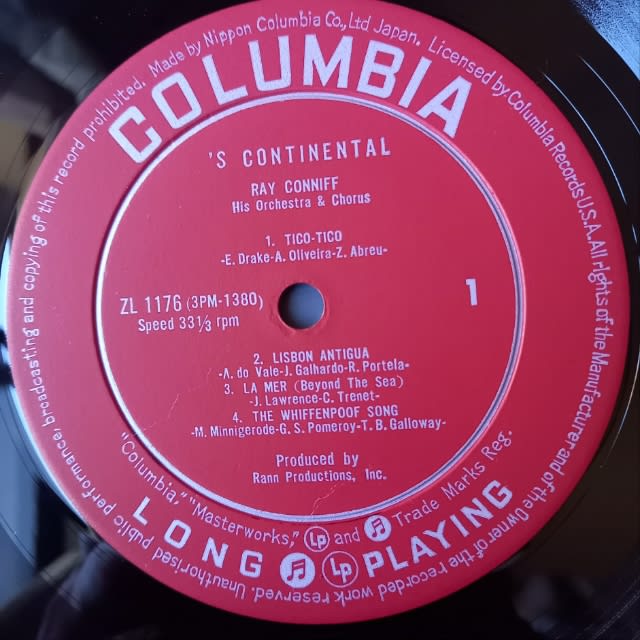 Made by Nippon Columbia Co., Ltd Japan. Licensed by Columbia Records U.S.A. All rights of the Manufacturer and of the Owner of the recorded work reserved. Unauthorised public performance, broadcasting and copying of this record prohibited.
COLUMBIA
'S CONTINENTAL
RAY CONNIFF
His Orchestra & Chorus
1. TICO-TICO
-E. Drake-A. Oliveira-Z. Abreu-
ZL 1176 (3PM-1380)
Speed 33 1/3 rpm
1
2. LISBON ANTIGUA
-A. do Vale-J. Galhardo-R. Portela-
3. LA MER (Beyond The Sea)
-J. Lawrence-C. Trenet-
4. THE WHIFFENPOOF SONG
-M. Minnigerode-G. S. Pomeroy-T. B. Galloway-
Produced by
Rann Productions, Inc.
"Columbia," "Masterworks," Lp and Trade Marks Reg.
LONG Lp PLAYING